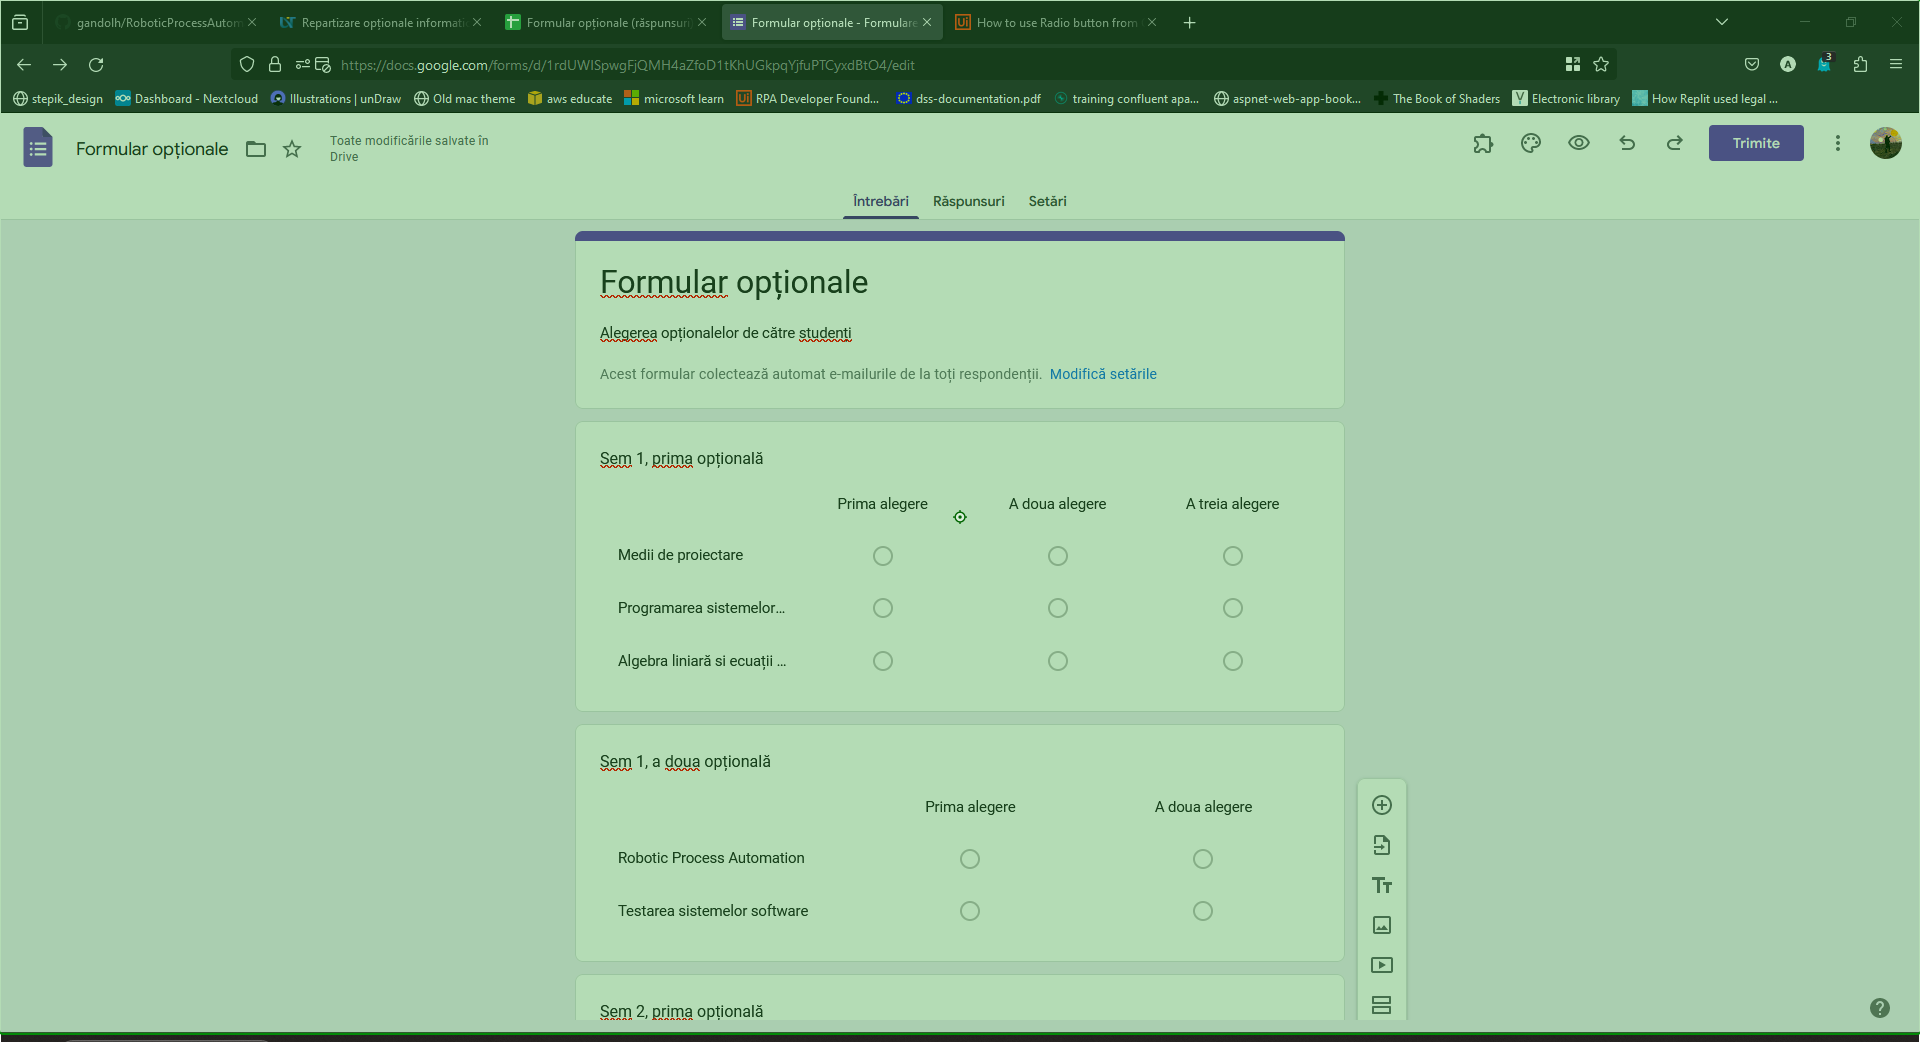 gandolh/RoboticProcessAutom
Repartizare opționale informati
Formular opționale (răspunsuri)
Formular opționale - Formulare
How to use Radio button from
https://docs.google.com/forms/d/1rdUWISpwgFjQMH4aZfoD1tKhUGkpqYjfuPTCyxdBtO4/edit
3
stepik_design
Dashboard - Nextcloud
Illustrations | unDraw
Old mac theme
aws educate
microsoft learn
RPA Developer Found...
dss-documentation.pdf
training confluent apa...
aspnet-web-app-book...
The Book of Shaders
Electronic library
How Replit used legal ...
Formular opționale
Toate modificările salvate în
Drive
Trimite
Întrebări
Răspunsuri
Setări
Formular opționale
Alegerea opționalelor de către studenți
Acest formular colectează automat e-mailurile de la toți respondenții. Modifică setările
Sem 1, prima opțională
Prima alegere
A doua alegere
A treia alegere
Medii de proiectare
Programarea sistemelor...
Algebra liniară si ecuații ...
Sem 1, a doua opțională
Prima alegere
A doua alegere
Robotic Process Automation
Testarea sistemelor software
Sem 2, prima opțională